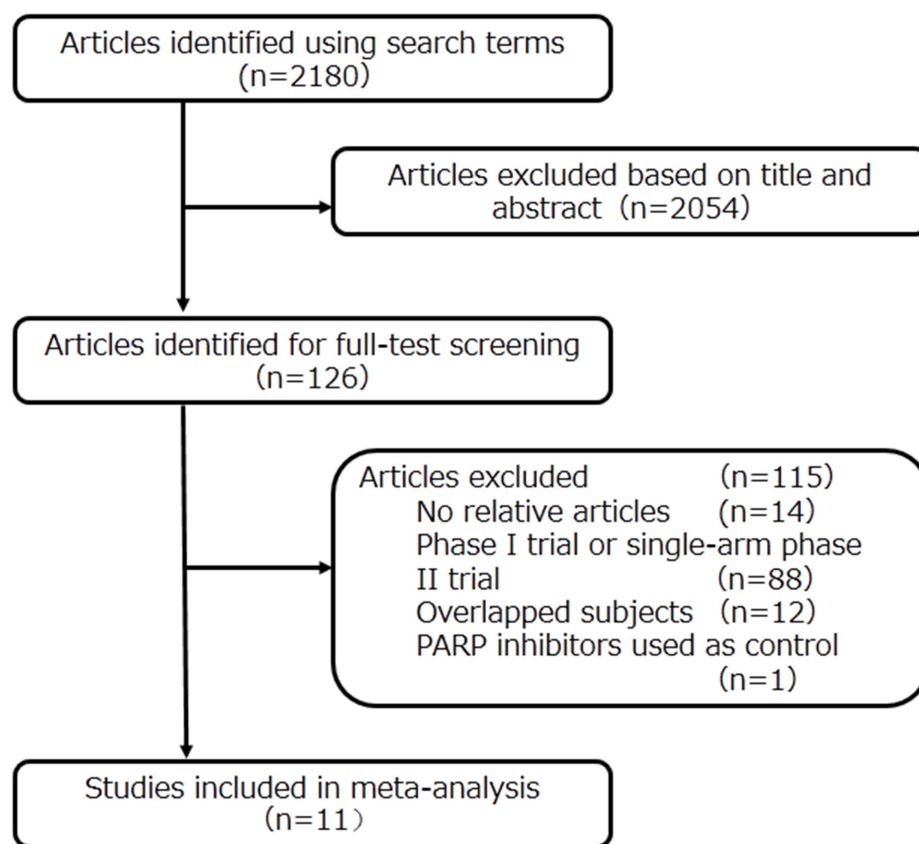 Articles identified using search terms
(n=2180)
Articles excluded based on title and
abstract (n=2054)
Articles identified for full-test screening
(n=126)
Articles excluded (n=115)
No relative articles (n=14)
Phase I trial or single-arm phase
II trial (n=88)
Overlapped subjects (n=12)
PARP inhibitors used as control
(n=1)
Studies included in meta-analysis
(n=11)